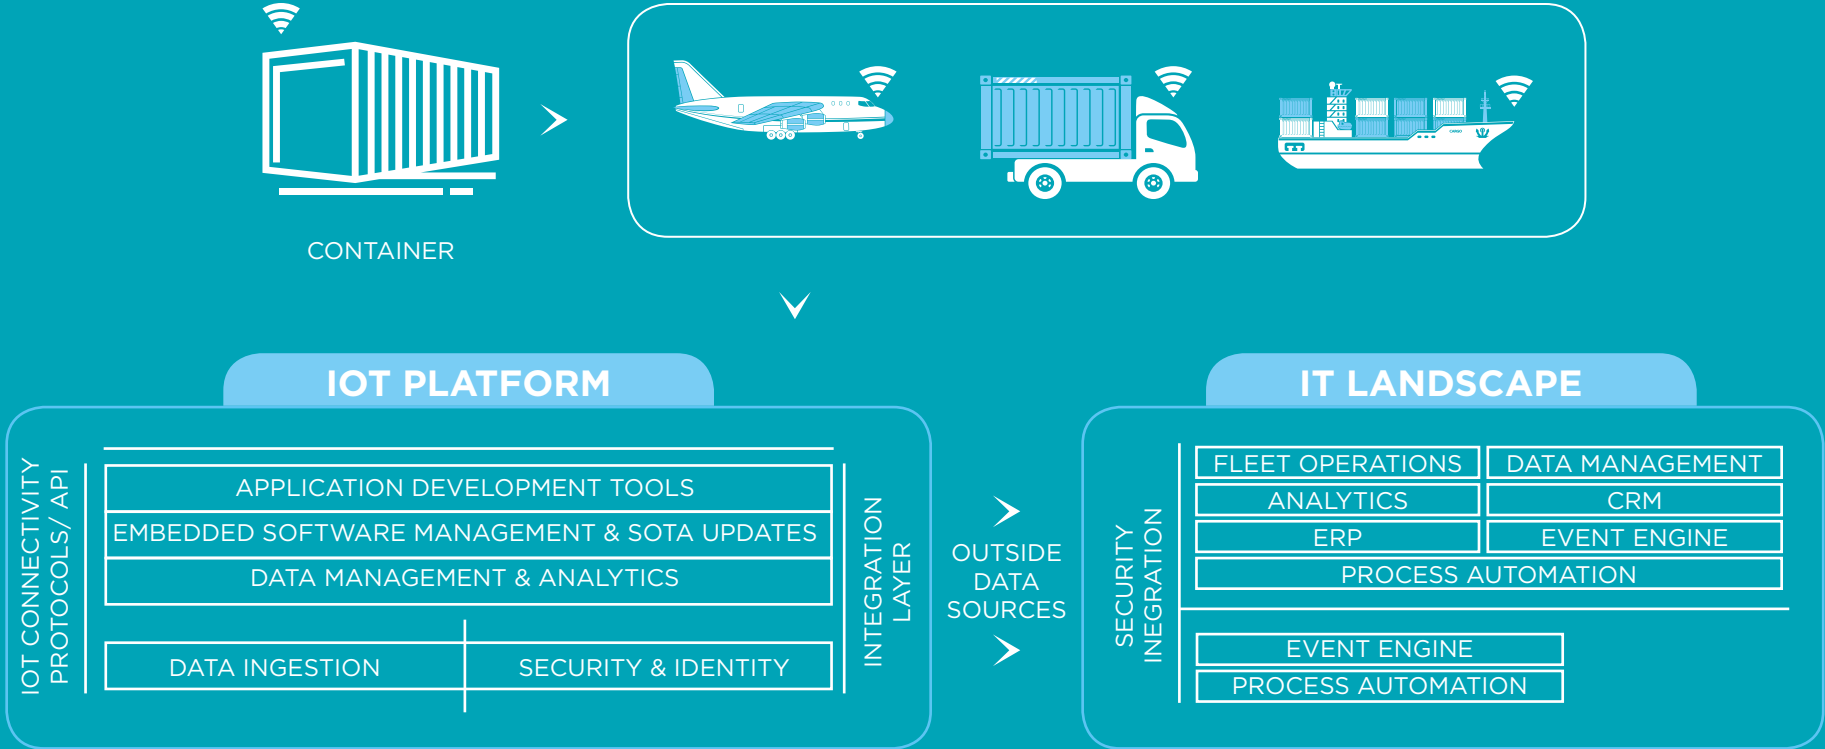 CONTAINER
IOT PLATFORM
IOT CONNECTIVITY
PROTOCOLS/ API
APPLICATION DEVELOPMENT TOOLS
EMBEDDED SOFTWARE MANAGEMENT & SOTA UPDATES
DATA MANAGEMENT & ANALYTICS
DATA INGESTION
SECURITY & IDENTITY
INTEGRATION
LAYER
OUTSIDE
DATA
SOURCES
IT LANDSCAPE
SECURITY
INEGRATION
FLEET OPERATIONS
DATA MANAGEMENT
ANALYTICS
CRM
ERP
EVENT ENGINE
PROCESS AUTOMATION
EVENT ENGINE
PROCESS AUTOMATION